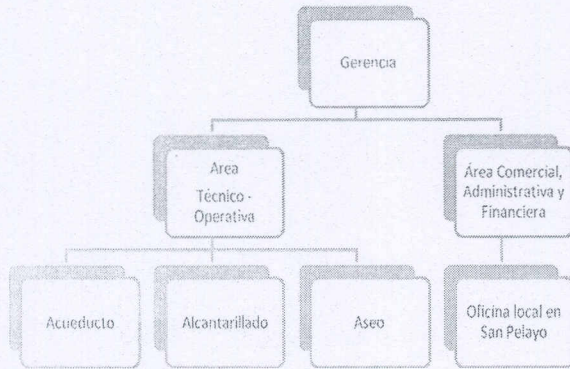 Gerencia
Area
Técnico -
Operativa
Área Comercial,
Administrativa y
Financiera
Acueducto
Alcantarillado
Aseo
Oficina local en
San Pelayo